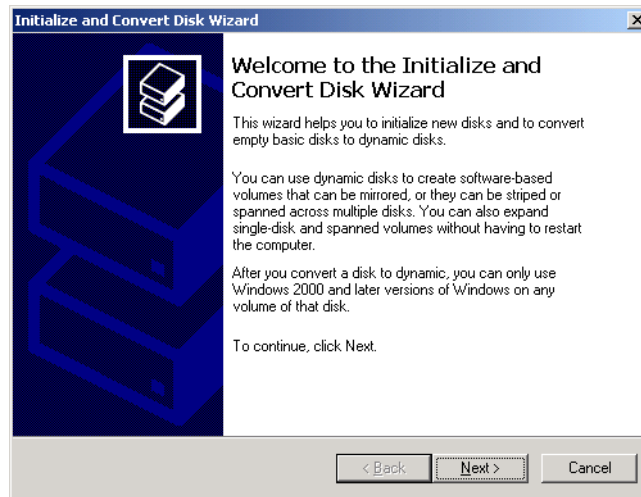 Initialize and Convert Disk Wizard
Welcome to the Initialize and
Convert Disk Wizard
This wizard helps you to initialize new disks and to convert
empty basic disks to dynamic disks.
You can use dynamic disks to create software-based
volumes that can be mirrored, or they can be striped or
spanned across multiple disks. You can also expand
single-disk and spanned volumes without having to restart
the computer.
After you convert a disk to dynamic, you can only use
Windows 2000 and later versions of Windows on any
volume of that disk.
To continue, click Next.
< Back Next > Cancel